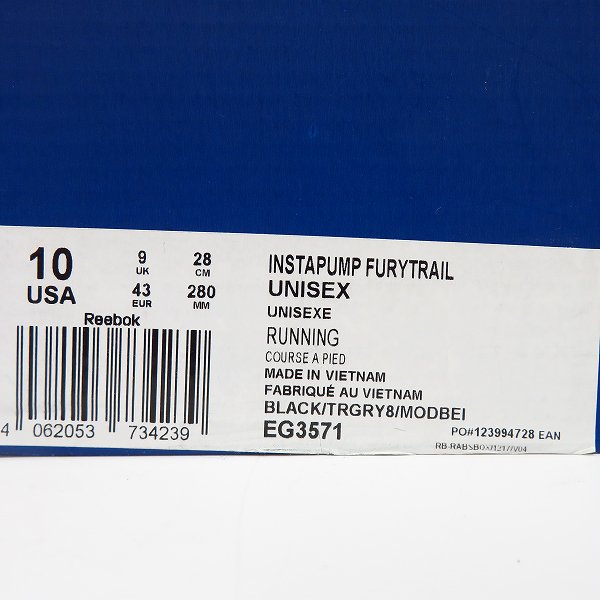 10 USA
9 UK
28 CM
43 EUR
280 MM
Reebok
4 062053 734239
INSTAPUMP FURYTRAIL
UNISEX
UNISEXE
RUNNING
COURSE A PIED
MADE IN VIETNAM
FABRIQUÉ AU VIETNAM
BLACK/TRGRY8/MODBEI
EG3571
PO#123994728 EAN